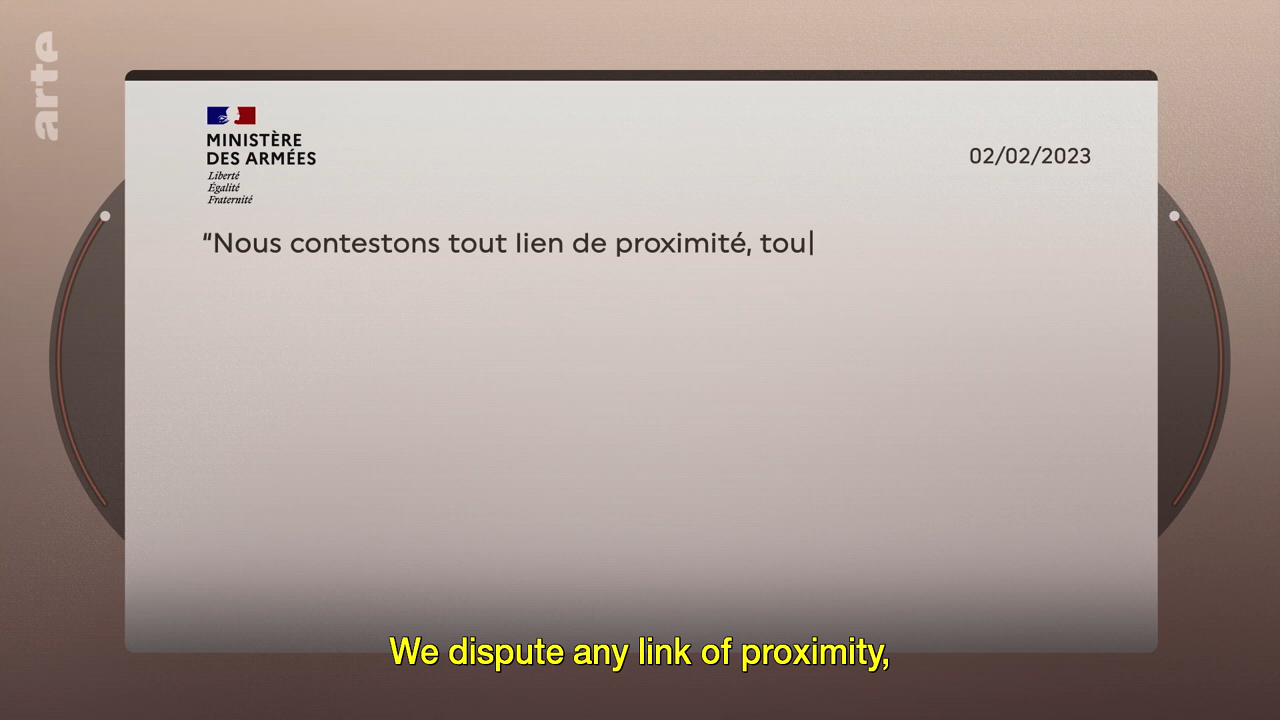 arte
MINISTÈRE
DES ARMÉES
Liberté
Égalité
Fraternité
02/02/2023
"Nous contestons tout lien de proximité, tou
We dispute any link of proximity,